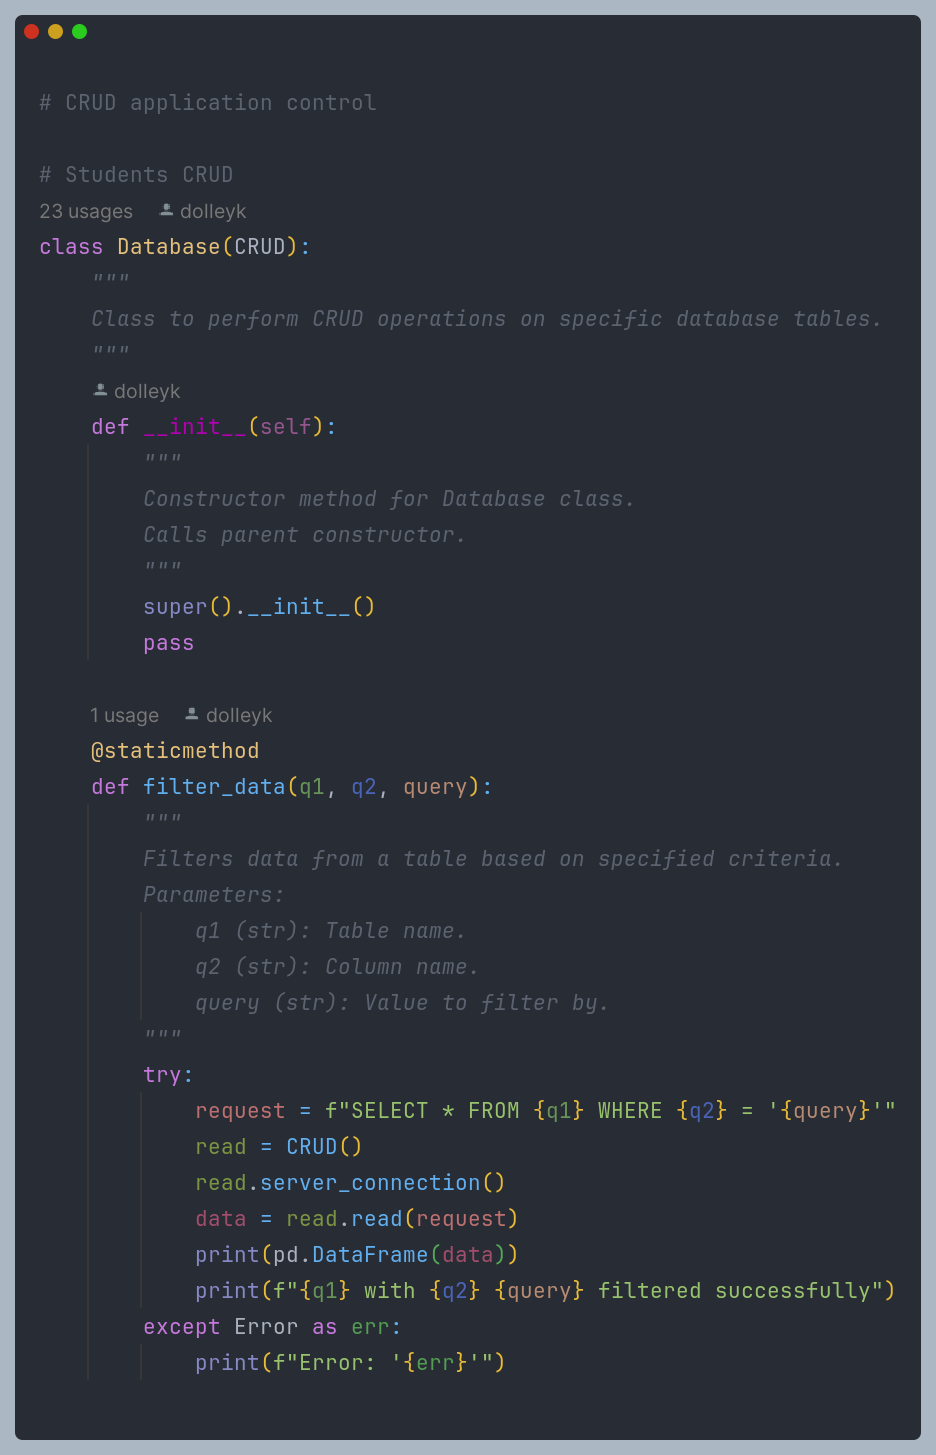 # CRUD application control
# Students CRUD
23 usages dolleyk
class Database(CRUD):
"""
Class to perform CRUD operations on specific database tables.
"""
dolleyk
def __init__(self):
"""
Constructor method for Database class.
Calls parent constructor.
"""
super().__init__()
pass
1 usage dolleyk
@staticmethod
def filter_data(q1, q2, query):
"""
Filters data from a table based on specified criteria.
Parameters:
q1 (str): Table name.
q2 (str): Column name.
query (str): Value to filter by.
"""
try:
request = f"SELECT * FROM {q1} WHERE {q2} = '{query}'"
read = CRUD()
read.server_connection()
data = read.read(request)
print(pd.DataFrame(data))
print(f"{q1} with {q2} {query} filtered successfully")
except Error as err:
print(f"Error: '{err}'")